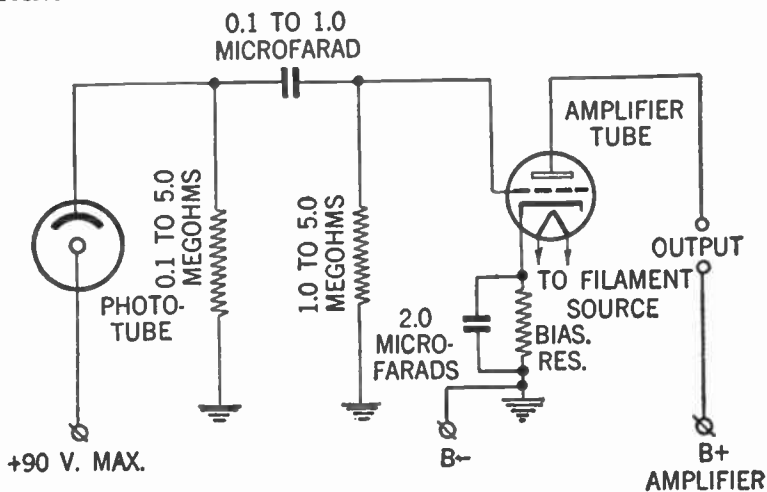 0.1 TO 1.0
MICROFARAD
AMPLIFIER
TUBE
0.1 TO 5.0
MEGOHMS
1.0 TO 5.0
MEGOHMS
PHOTO-
TUBE
OUTPUT
TO FILAMENT
SOURCE
2.0
MICRO-
FARADS
BIAS.
RES.
+90 V. MAX.
B-
B+
AMPLIFIER